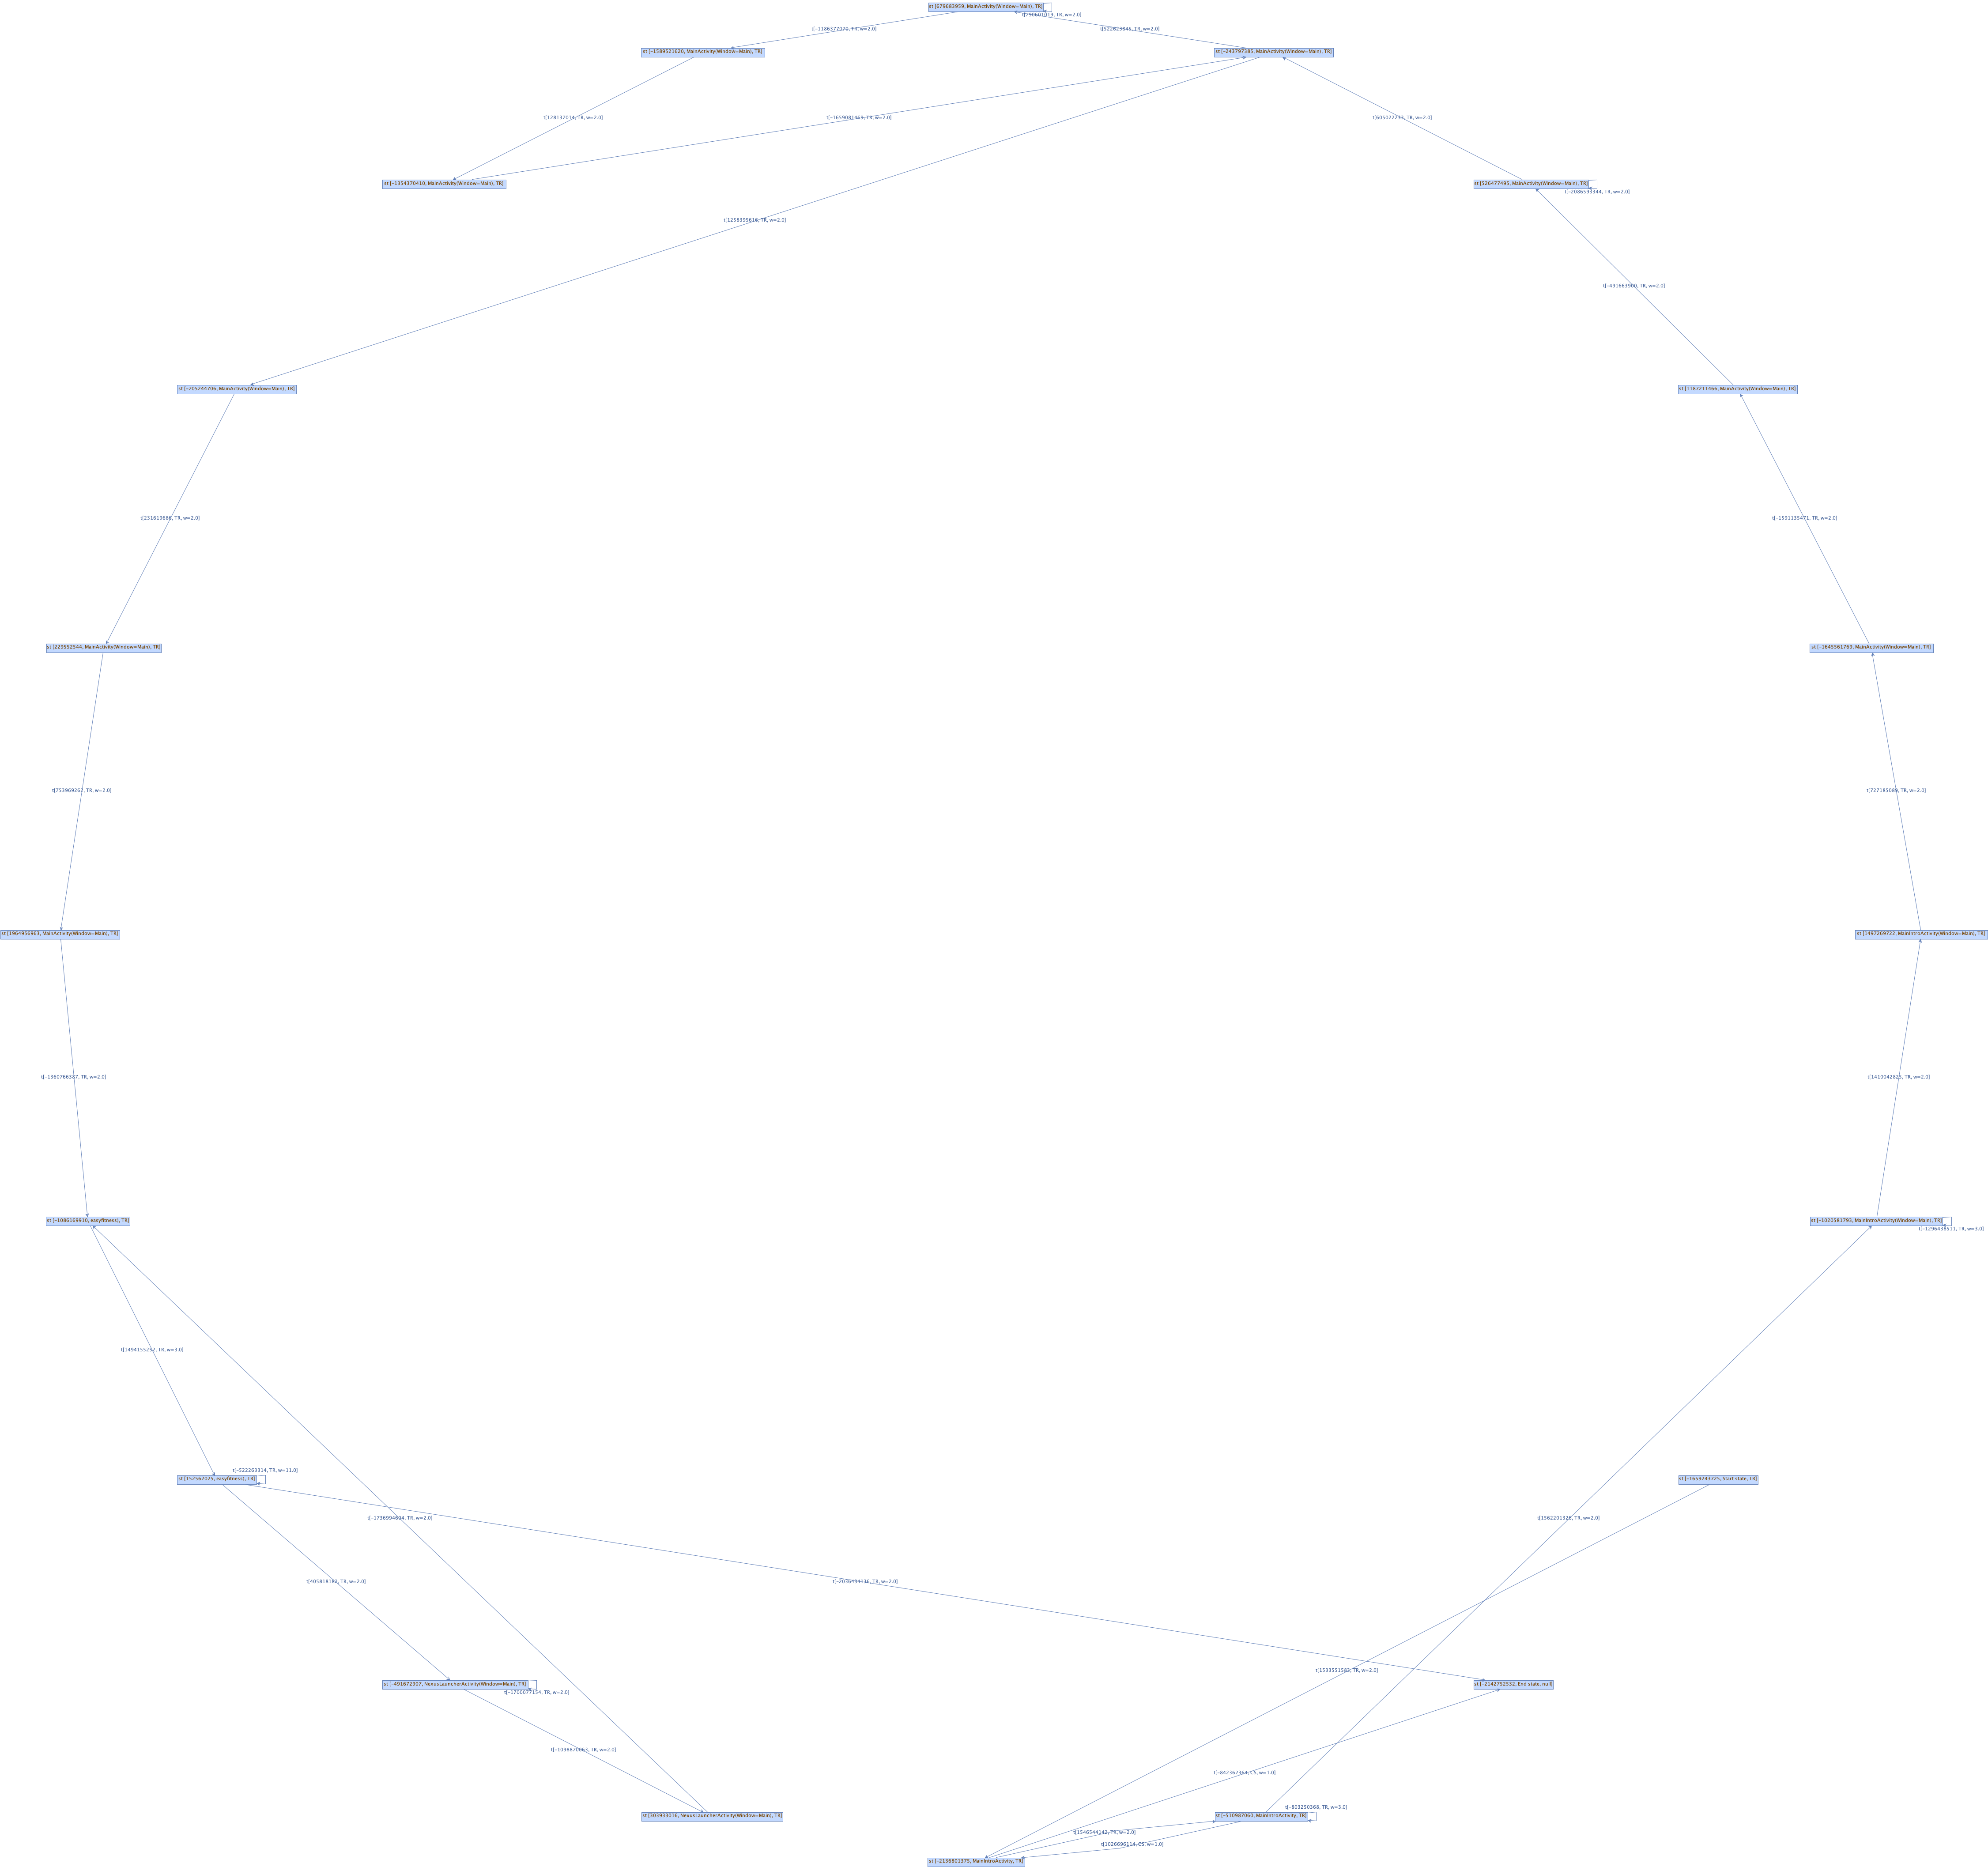 st [679683959, MainActivity(Window=Main), TR]
t[790601019, TR, w=2.0]
t[-1186377070, TR, w=2.0]
t[522623841, TR, w=2.0]
st [-1589521620, MainActivity(Window=Main), TR]
st [-243797385, MainActivity(Window=Main), TR]
t[128137014, TR, w=2.0]
t[-1659081469, TR, w=2.0]
t[605022233, TR, w=2.0]
st [-1354370410, MainActivity(Window=Main), TR]
st [526477495, MainActivity(Window=Main), TR]
t[-2086593344, TR, w=2.0]
t[1258395616, TR, w=2.0]
t[-491663900, TR, w=2.0]
st [-705244706, MainActivity(Window=Main), TR]
st [1187211466, MainActivity(Window=Main), TR]
t[231619686, TR, w=2.0]
t[-1591135471, TR, w=2.0]
st [229552544, MainActivity(Window=Main), TR]
st [-1645561769, MainActivity(Window=Main), TR]
t[753969262, TR, w=2.0]
t[727185089, TR, w=2.0]
st [1964956963, MainActivity(Window=Main), TR]
st [1497269722, MainIntroActivity(Window=Main), TR]
t[-1360766387, TR, w=2.0]
t[1410042825, TR, w=2.0]
st [-1086169910, easyfitness), TR]
st [-1020581793, MainIntroActivity(Window=Main), TR]
t[-1296438511, TR, w=3.0]
t[1494155252, TR, w=3.0]
t[-522263314, TR, w=11.0]
st [152562025, easyfitness), TR]
st [-1659243725, Start state, TR]
t[-1736994604, TR, w=2.0]
t[1562201328, TR, w=2.0]
t[405818182, TR, w=2.0]
t[-2036494136, TR, w=2.0]
t[1533551583, TR, w=2.0]
st [-491672907, NexusLauncherActivity(Window=Main), TR]
st [-2142752532, End state, null]
t[-1700077154, TR, w=2.0]
t[-1098870063, TR, w=2.0]
t[-842362364, CS, w=1.0]
t[-803250368, TR, w=3.0]
st [303933016, NexusLauncherActivity(Window=Main), TR]
st [-510987060, MainIntroActivity, TR]
t[1546544142, TR, w=2.0]
t[1026696114, CS, w=1.0]
st [-2136801375, MainIntroActivity, TR]